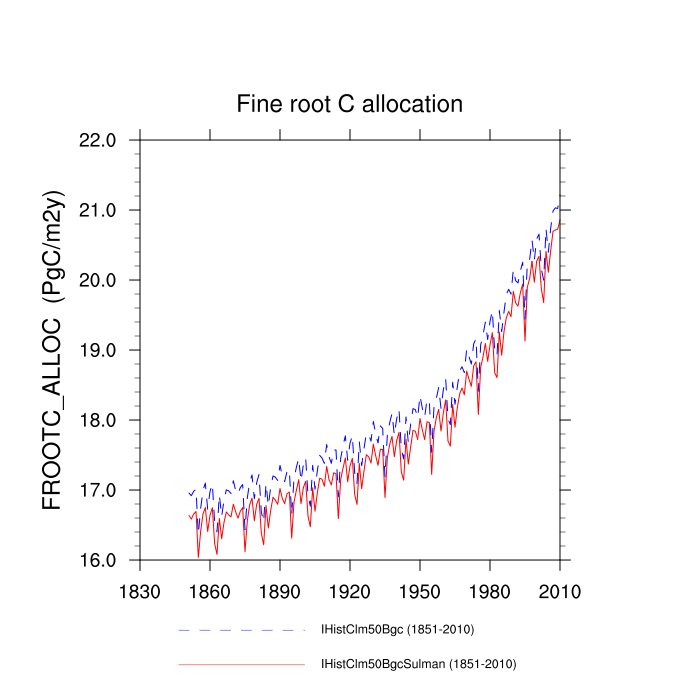 Fine root C allocation
FROOTC_ALLOC (PgC/m2y)
22.0
21.0
20.0
19.0
18.0
17.0
16.0
1830 1860 1890 1920 1950 1980 2010
IHistClm50Bgc (1851-2010)
IHistClm50BgcSulman (1851-2010)